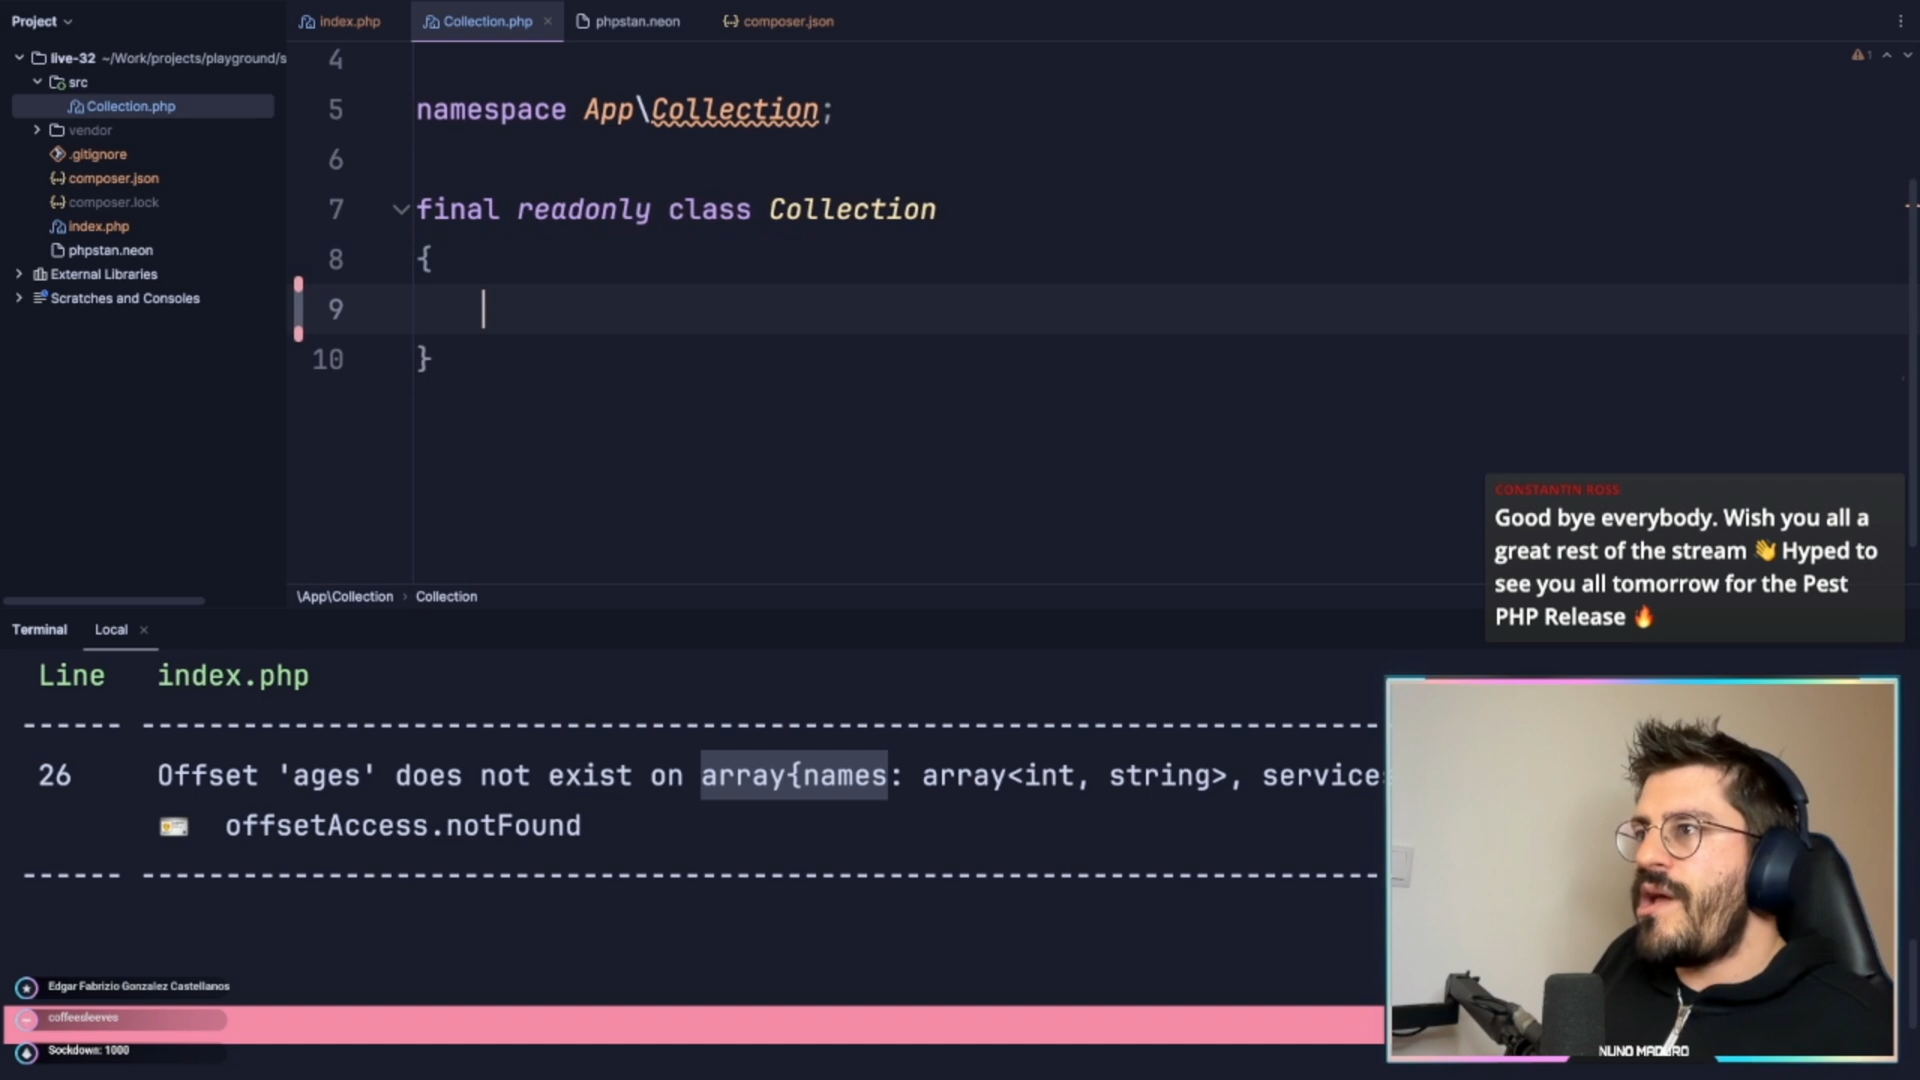 Project
index.php
Collection.php
phpstan.neon
composer.json
live-32 ~/Work/projects/playground/s
src
Collection.php
vendor
.gitignore
composer.json
composer.lock
index.php
phpstan.neon
External Libraries
Scratches and Consoles
1
4
5 namespace App\Collection;
6
7 final readonly class Collection
8 {
9
10 }
\App\Collection › Collection
CONSTANTIN ROSS
Good bye everybody. Wish you all a
great rest of the stream 👋 Hyped to
see you all tomorrow for the Pest
PHP Release 🔥
Terminal Local
Line index.php
------ ------------------------------------------------------------------------
26 Offset 'ages' does not exist on array{names: array<int, string>, service
🪪 offsetAccess.notFound
------ ------------------------------------------------------------------------
Edgar Fabrizio Gonzalez Castellanos
coffeesleeves
Sockdown: 1000
NUNO MADURO